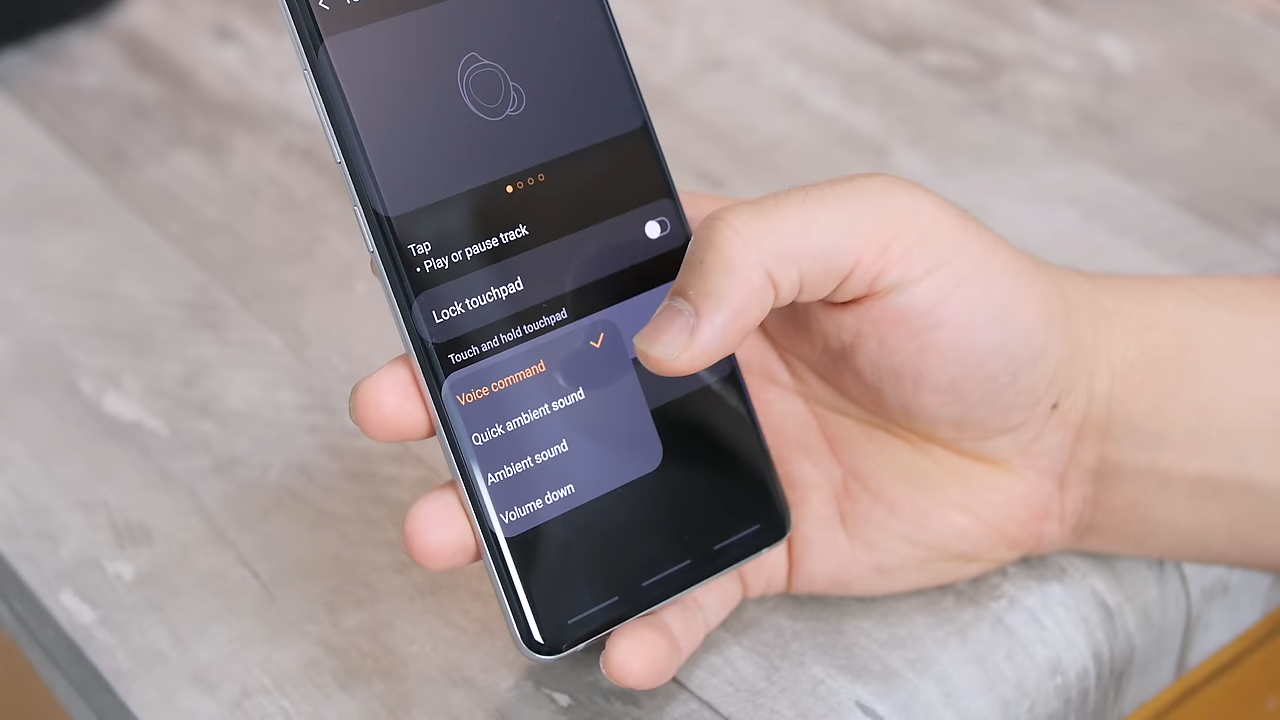 Tap
• Play or pause track
Lock touchpad
Touch and hold touchpad
Voice command
Quick ambient sound
Ambient sound
Volume down